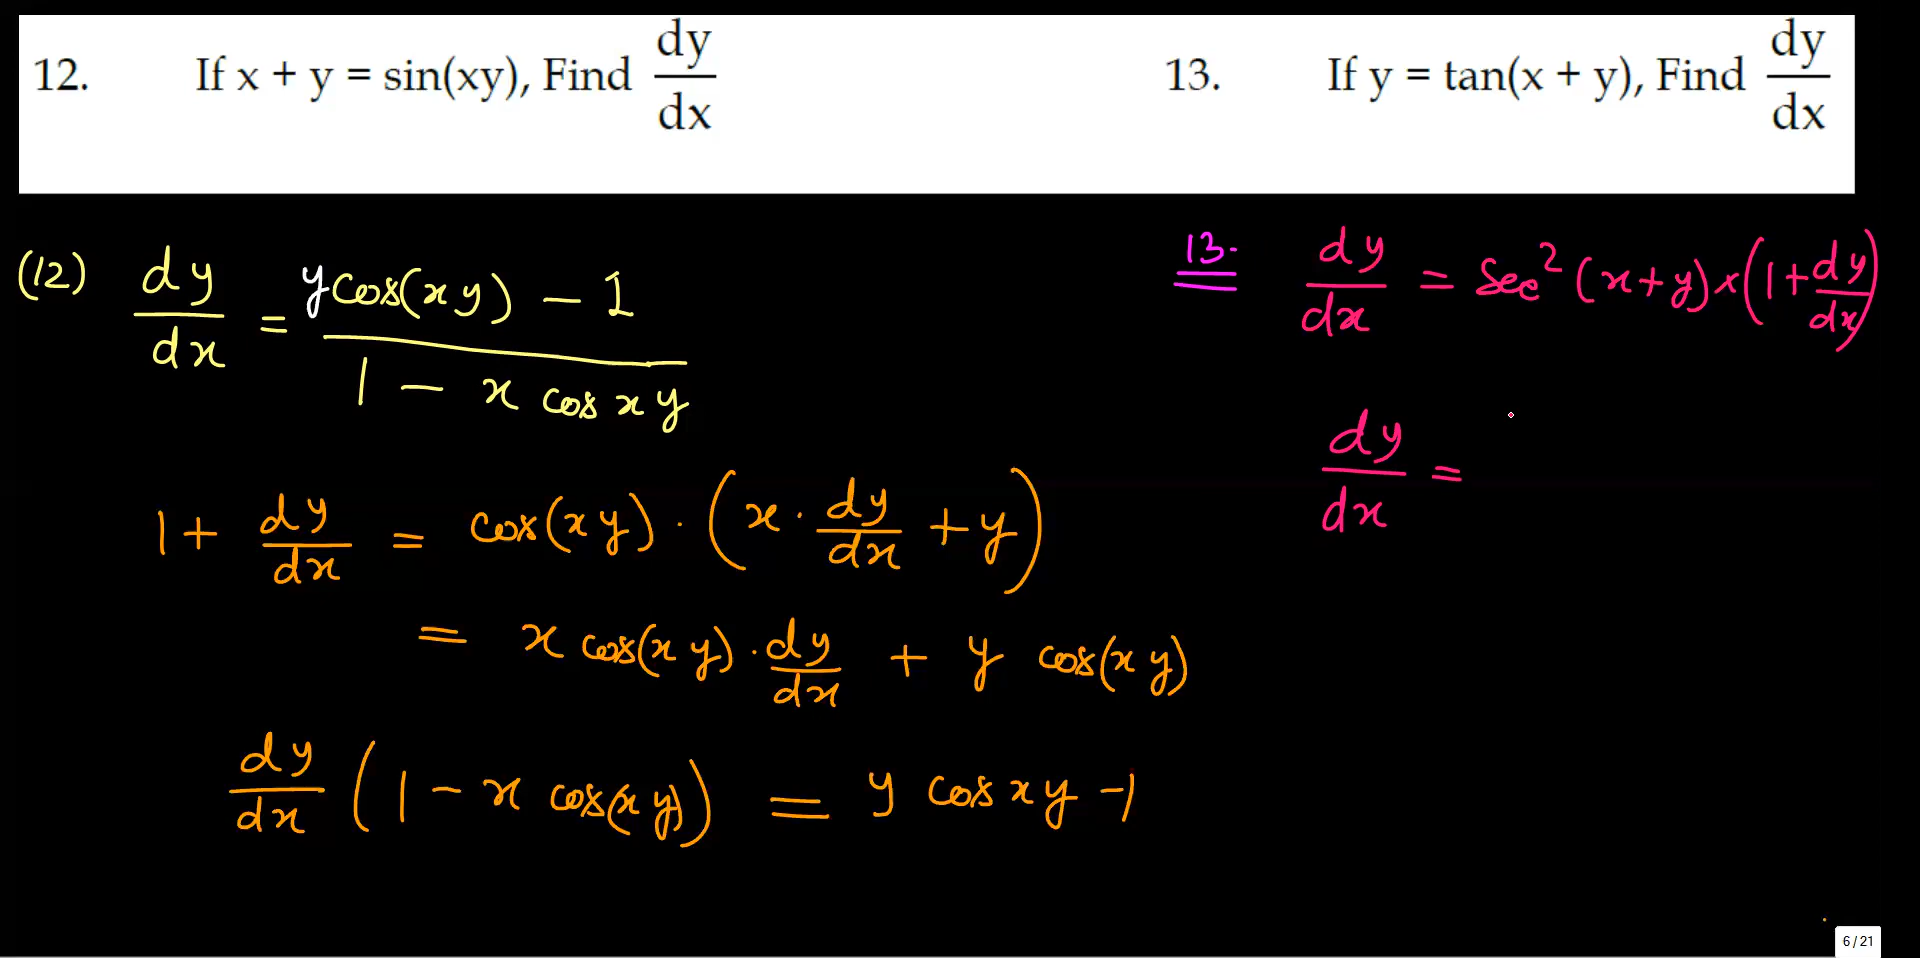 12. If x + y = sin(xy), Find dy/dx
13. If y = tan(x + y), Find dy/dx
(12) dy/dx = (ycos(xy) - 1)/(1 - x cos xy)
1 + dy/dx = cos(xy) · (x · dy/dx + y)
= x cos(xy) · dy/dx + y cos(xy)
dy/dx (1 - x cos(xy)) = y cos xy - 1
13. dy/dx = Sec² (x+y) × (1 + dy/dx)
dy/dx =
6 / 21